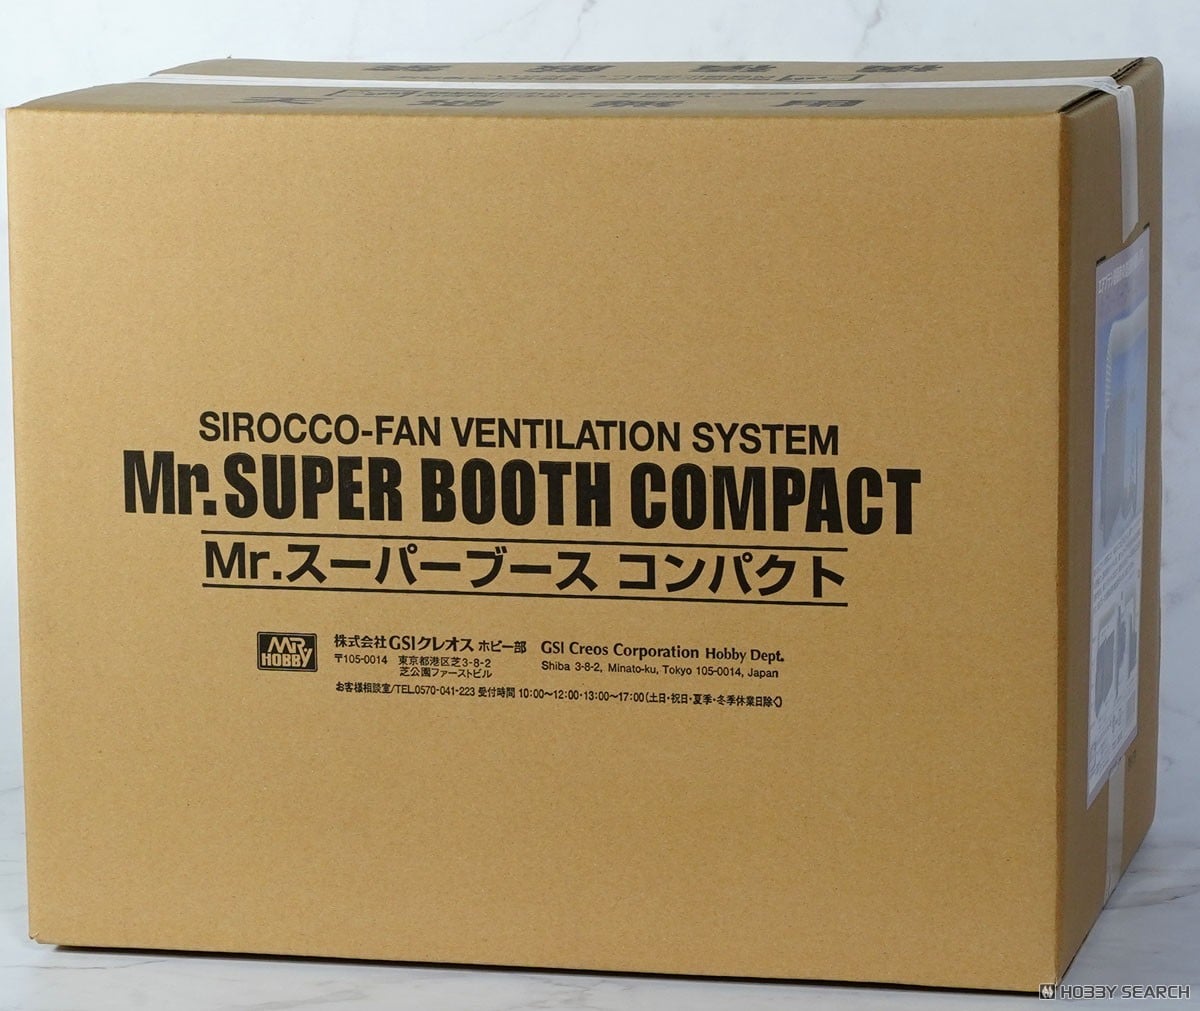 SIROCCO-FAN VENTILATION SYSTEM
Mr.SUPER BOOTH COMPACT
Mr.スーパーブース コンパクト
MR. HOBBY
株式会社GSIクレオス ホビー部
〒105-0014 東京都港区芝3-8-2
芝公園ファーストビル
GSI Creos Corporation Hobby Dept.
Shiba 3-8-2, Minato-ku, Tokyo 105-0014, Japan
お客様相談室/TEL.0570-041-223 受付時間 10:00〜12:00・13:00〜17:00(土日・祝日・夏季・冬季休業日除く)
HOBBY SEARCH